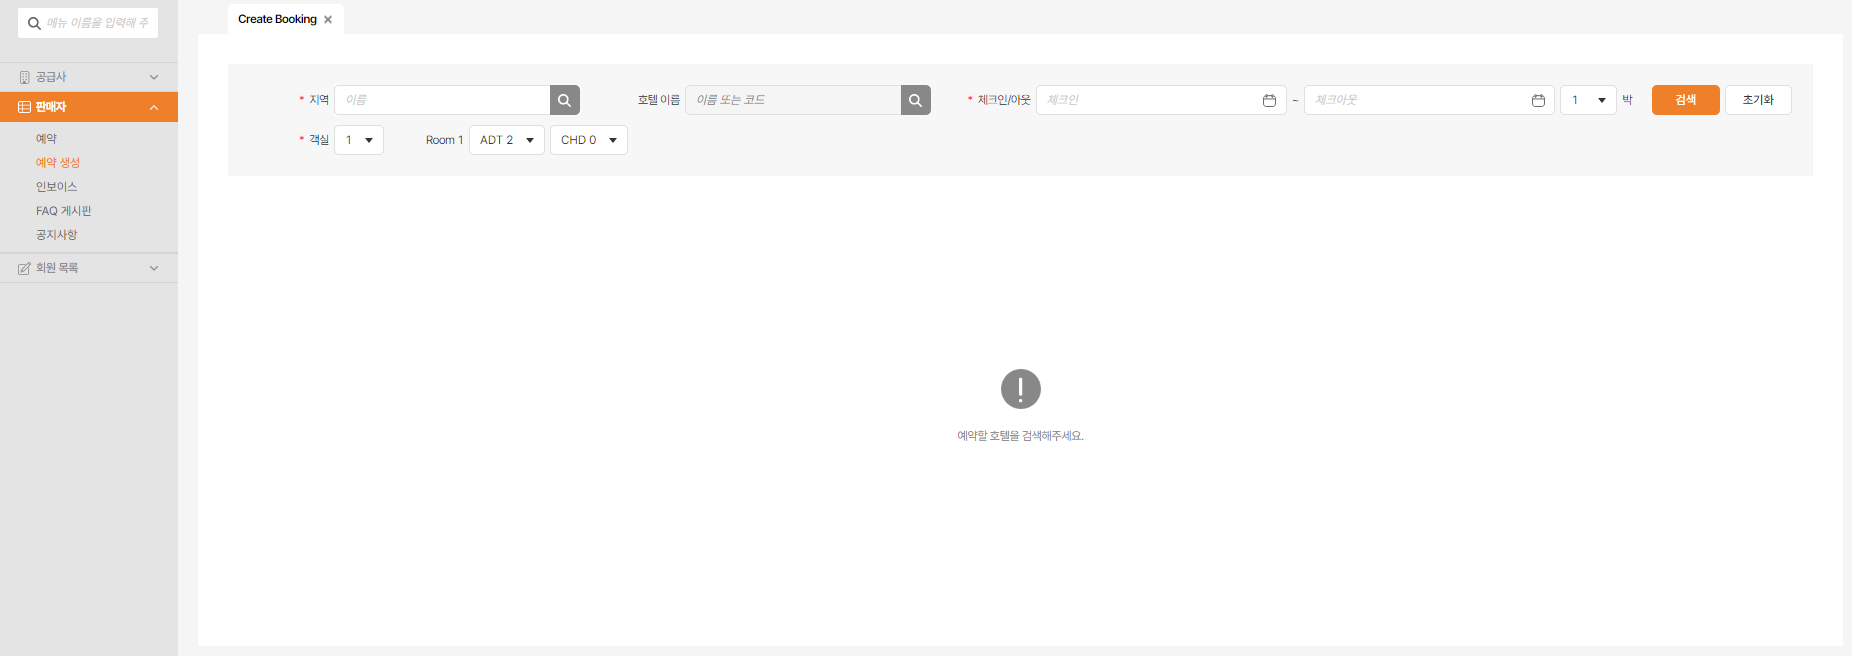 메뉴 이름을 입력해 주
공급사
판매자
예약
예약 생성
인보이스
FAQ 게시판
공지사항
회원 목록
Create Booking
* 지역 이름 호텔 이름 이름 또는 코드 * 체크인/아웃 체크인 ~ 체크아웃 1 박 검색 초기화
* 객실 1 Room 1 ADT 2 CHD 0
예약할 호텔을 검색해주세요.